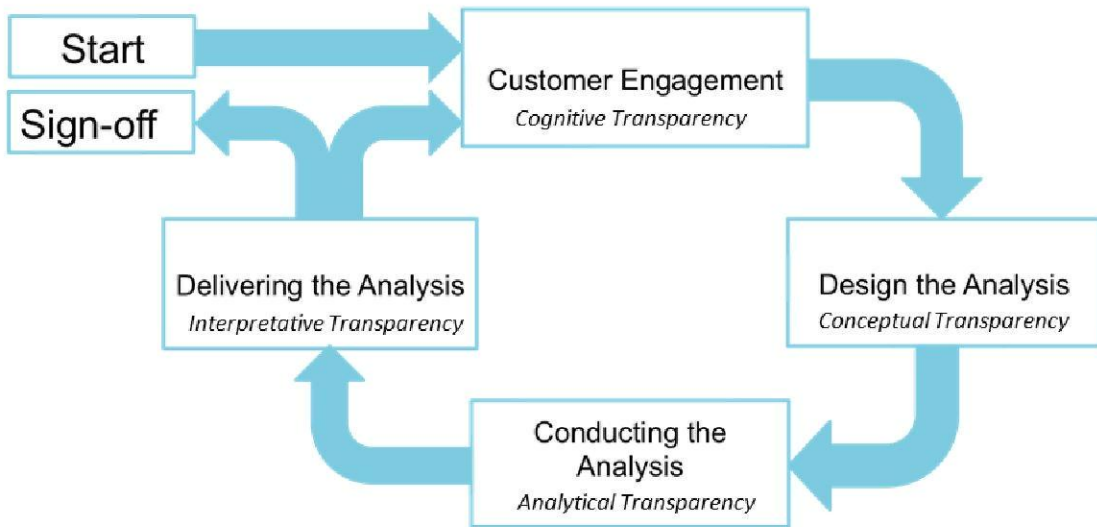 Start
Sign-off
Customer Engagement
Cognitive Transparency
Design the Analysis
Conceptual Transparency
Conducting the
Analysis
Analytical Transparency
Delivering the Analysis
Interpretative Transparency